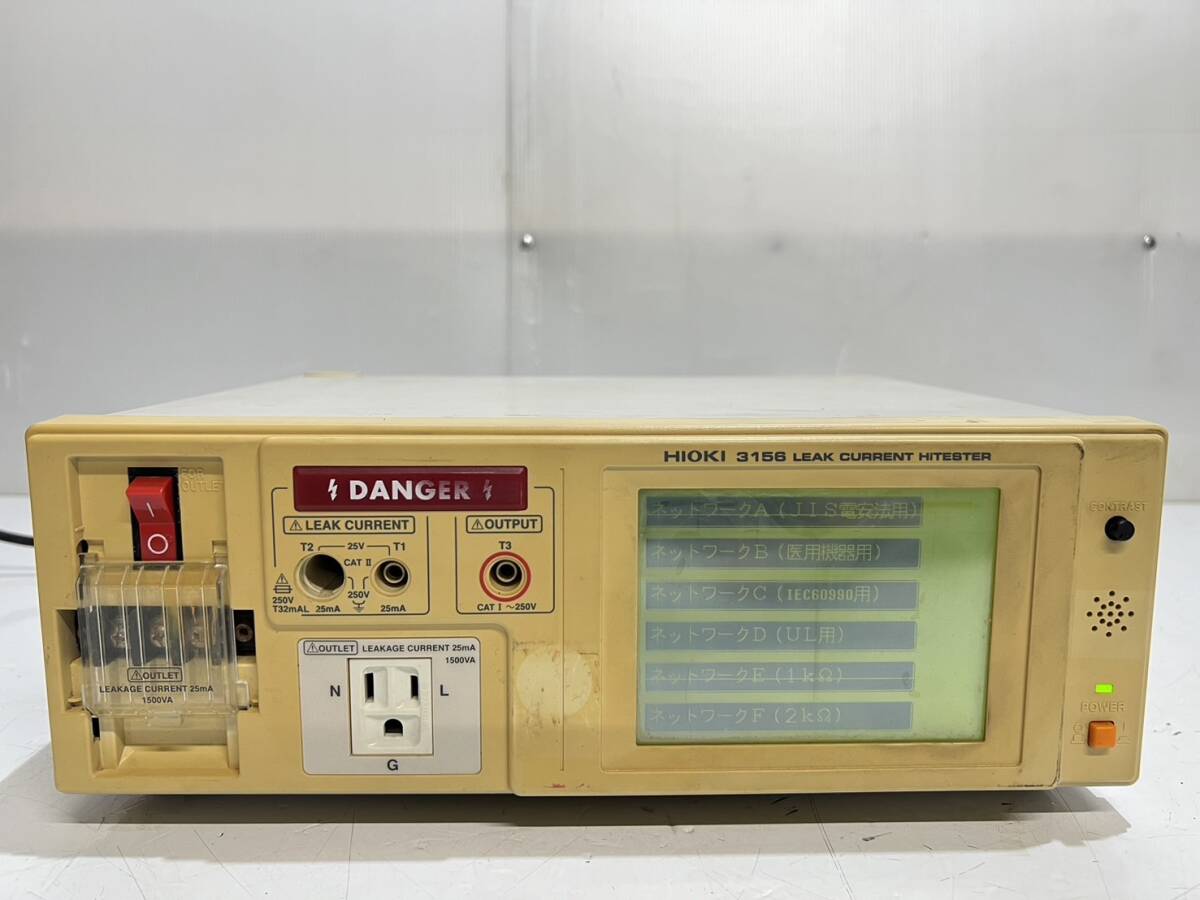 HIOKI 3156 LEAK CURRENT HITESTER
FOR
OUTLET
I
O
DANGER
LEAK CURRENT
OUTPUT
T2
25V
T1
CAT II
250V
250V
T32mAL
25mA
25mA
T3
CAT I ~250V
OUTLET
LEAKAGE CURRENT 25mA
1500VA
OUTLET LEAKAGE CURRENT 25mA
1500VA
N
L
G
ネットワークA(JIS電安法用)
ネットワークB(医用機器用)
ネットワークC(IEC60990用)
ネットワークD(UL用)
ネットワークE(1kΩ)
ネットワークF(2kΩ)
CONTRAST
POWER